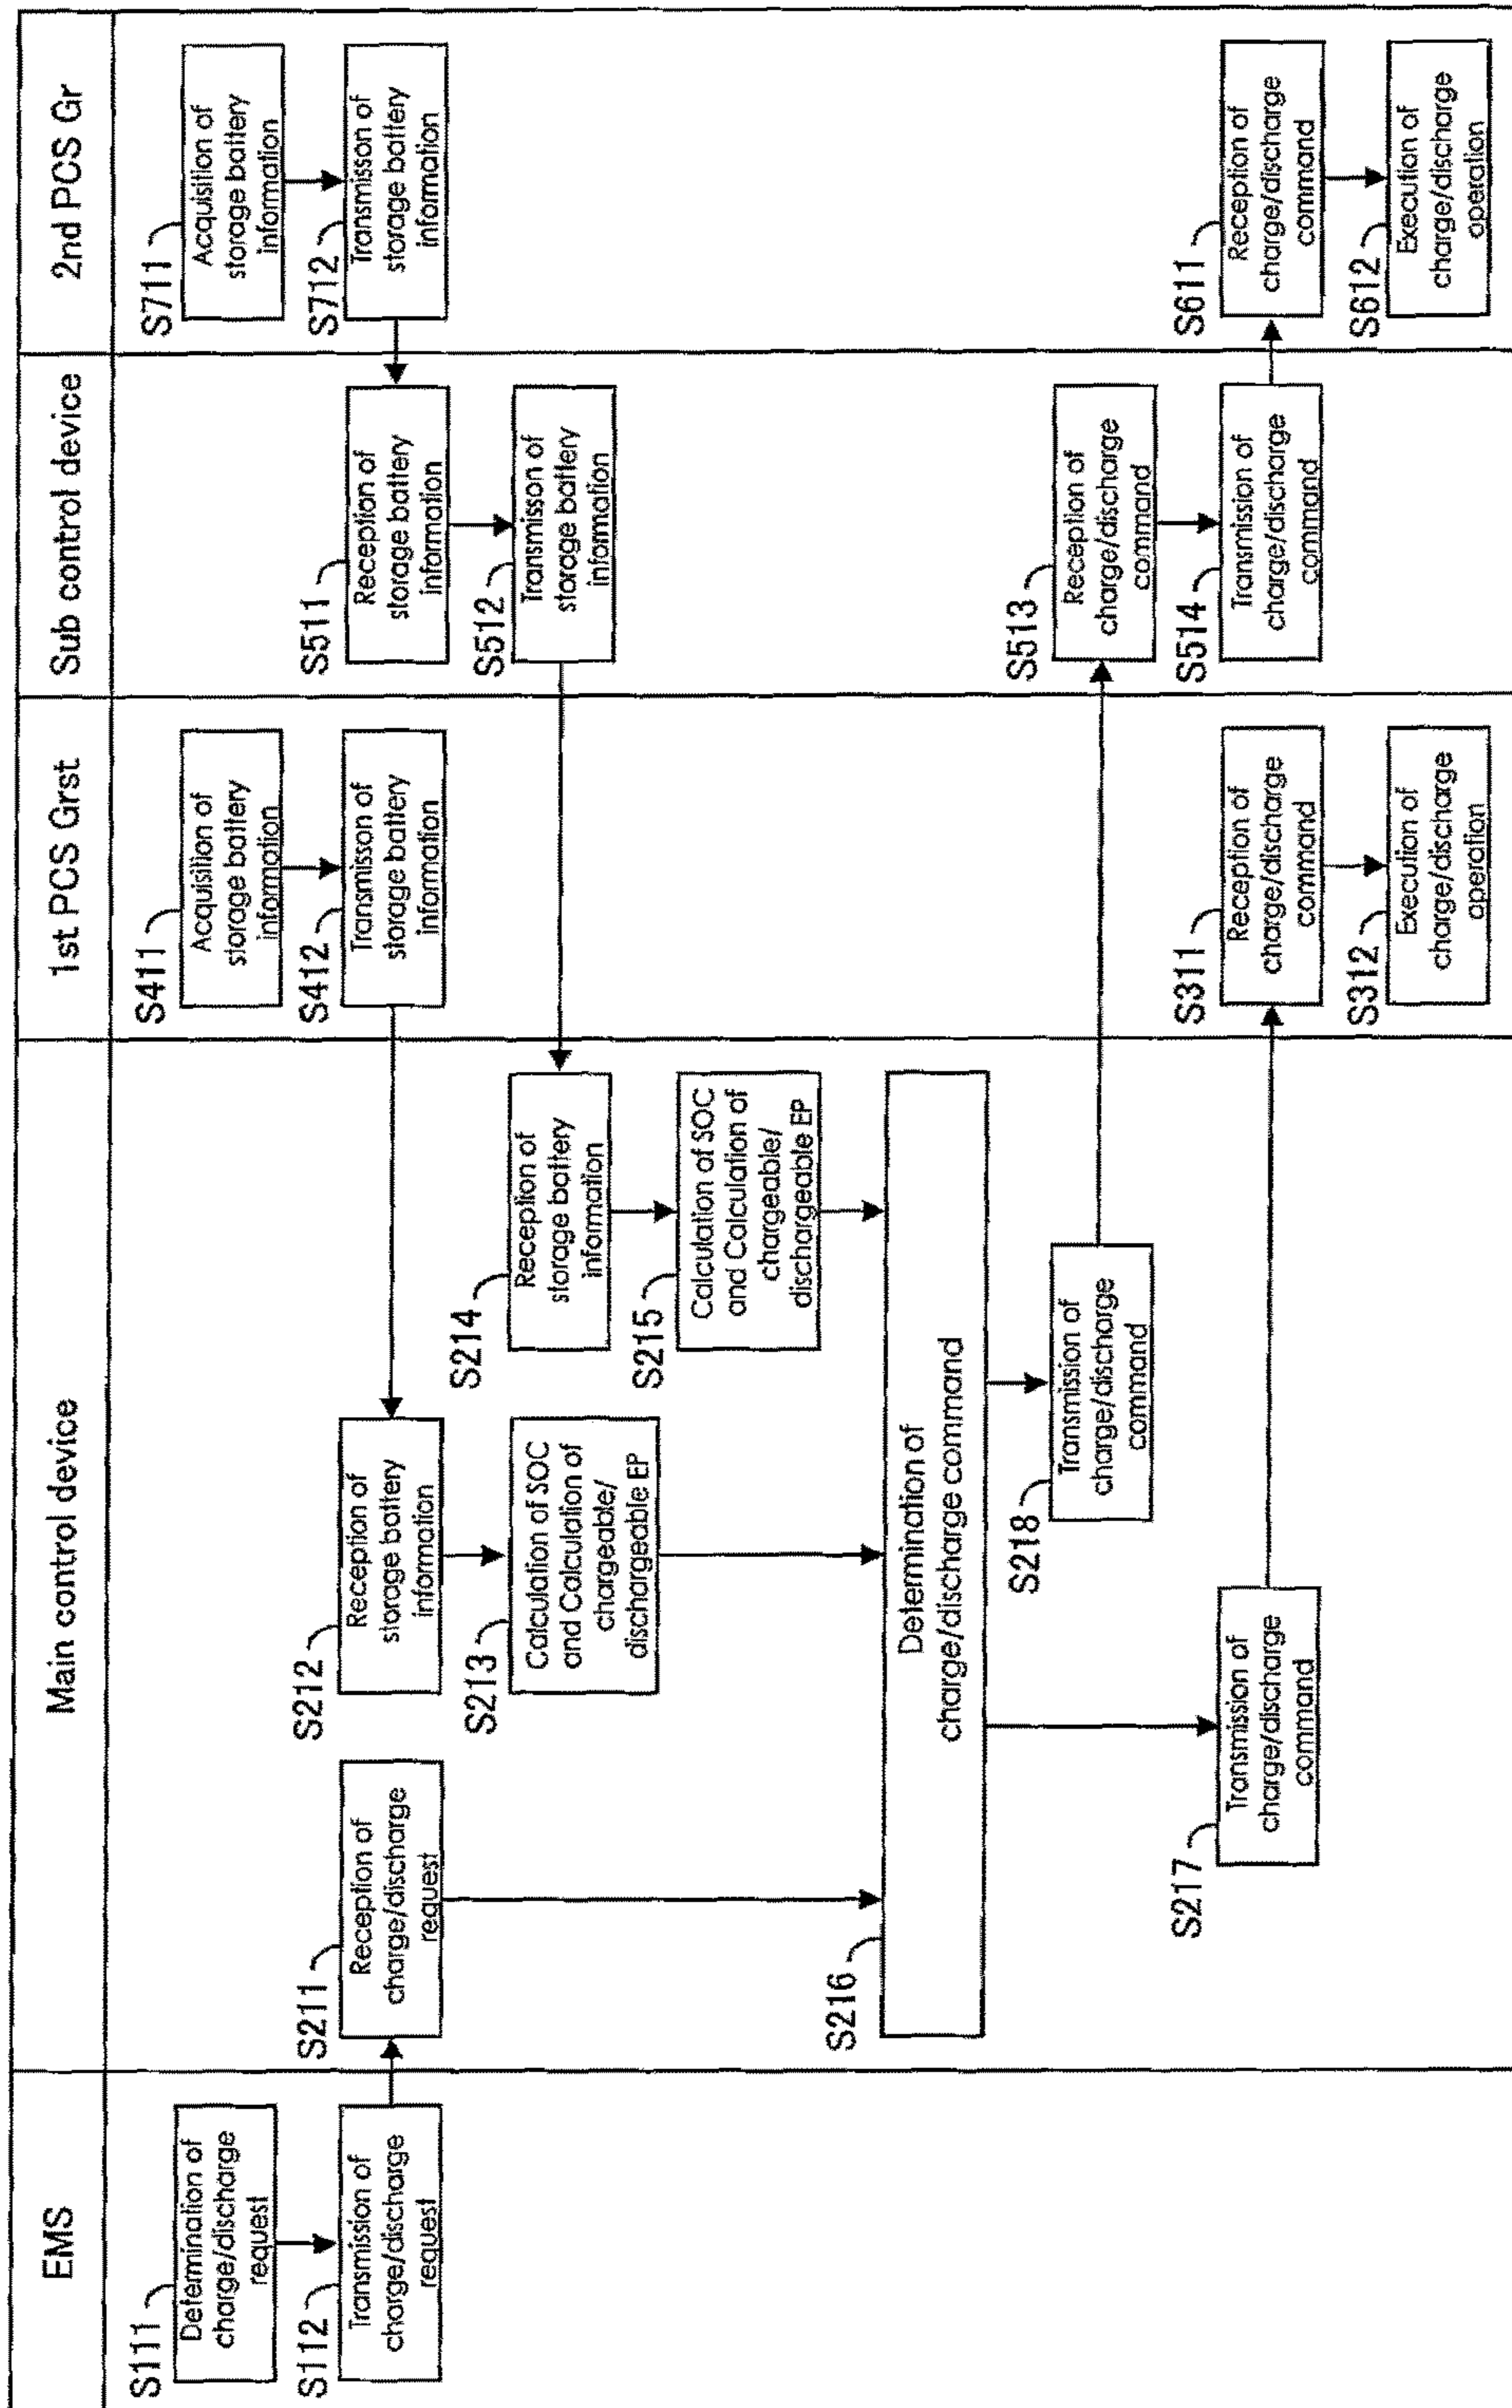 EMS
Main control device
1st PCS Grst
Sub control device
2nd PCS Gr
S111
Determination of
charge/discharge
request
S112
Transmission of
charge/discharge
request
S211
Reception of
charge/discharge
request
S212
Reception of
storage battery
information
S213
Calculation of SOC
and Calculation of
chargeable/
dischargeable EP
S214
Reception of
storage battery
information
S215
Calculation of SOC
and Calculation of
chargeable/
dischargeable EP
S216
Determination of
charge/discharge command
S218
Transmission of
charge/discharge
command
S217
Transmission of
charge/discharge
command
S411
Acquisition of
storage battery
information
S412
Transmisson of
storage battery
information
S311
Reception of
charge/discharge
command
S312
Execution of
charge/discharge
operation
S511
Reception of
storage battery
information
S512
Transmisson of
storage battery
information
S513
Reception of
charge/discharge
command
S514
Transmission of
charge/discharge
command
S711
Acquisition of
storage battery
information
S712
Transmisson of
storage battery
information
S611
Reception of
charge/discharge
command
S612
Execution of
charge/discharge
operation